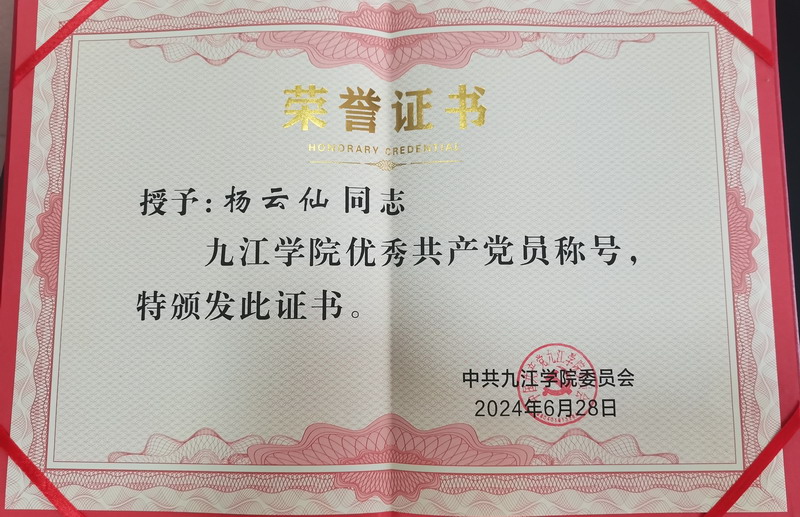 荣誉证书
HONORARY CREDENTIAL
授予：杨云仙 同志
九江学院优秀共产党员称号，
特颁发此证书。
中共九江学院委员会
2024年6月28日